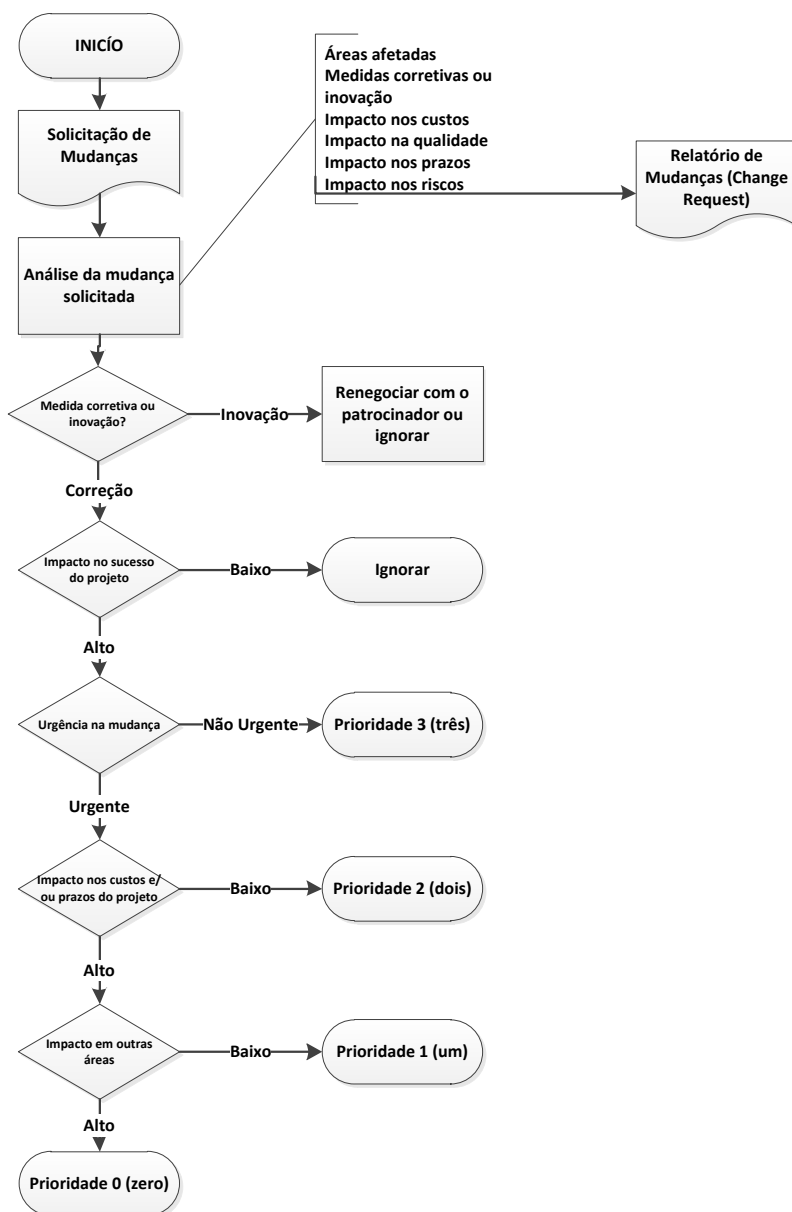 INICÍO
Solicitação de
Mudanças
Áreas afetadas
Medidas corretivas ou
inovação
Impacto nos custos
Impacto na qualidade
Impacto nos prazos
Impacto nos riscos
Relatório de
Mudanças (Change
Request)
Análise da mudança
solicitada
Medida corretiva ou
inovação?
Inovação
Renegociar com o
patrocinador ou
ignorar
Correção
Impacto no sucesso
do projeto
Baixo
Ignorar
Alto
Urgência na mudança
Não Urgente
Prioridade 3 (três)
Urgente
Impacto nos custos e/
ou prazos do projeto
Baixo
Prioridade 2 (dois)
Alto
Impacto em outras
áreas
Baixo
Prioridade 1 (um)
Alto
Prioridade 0 (zero)